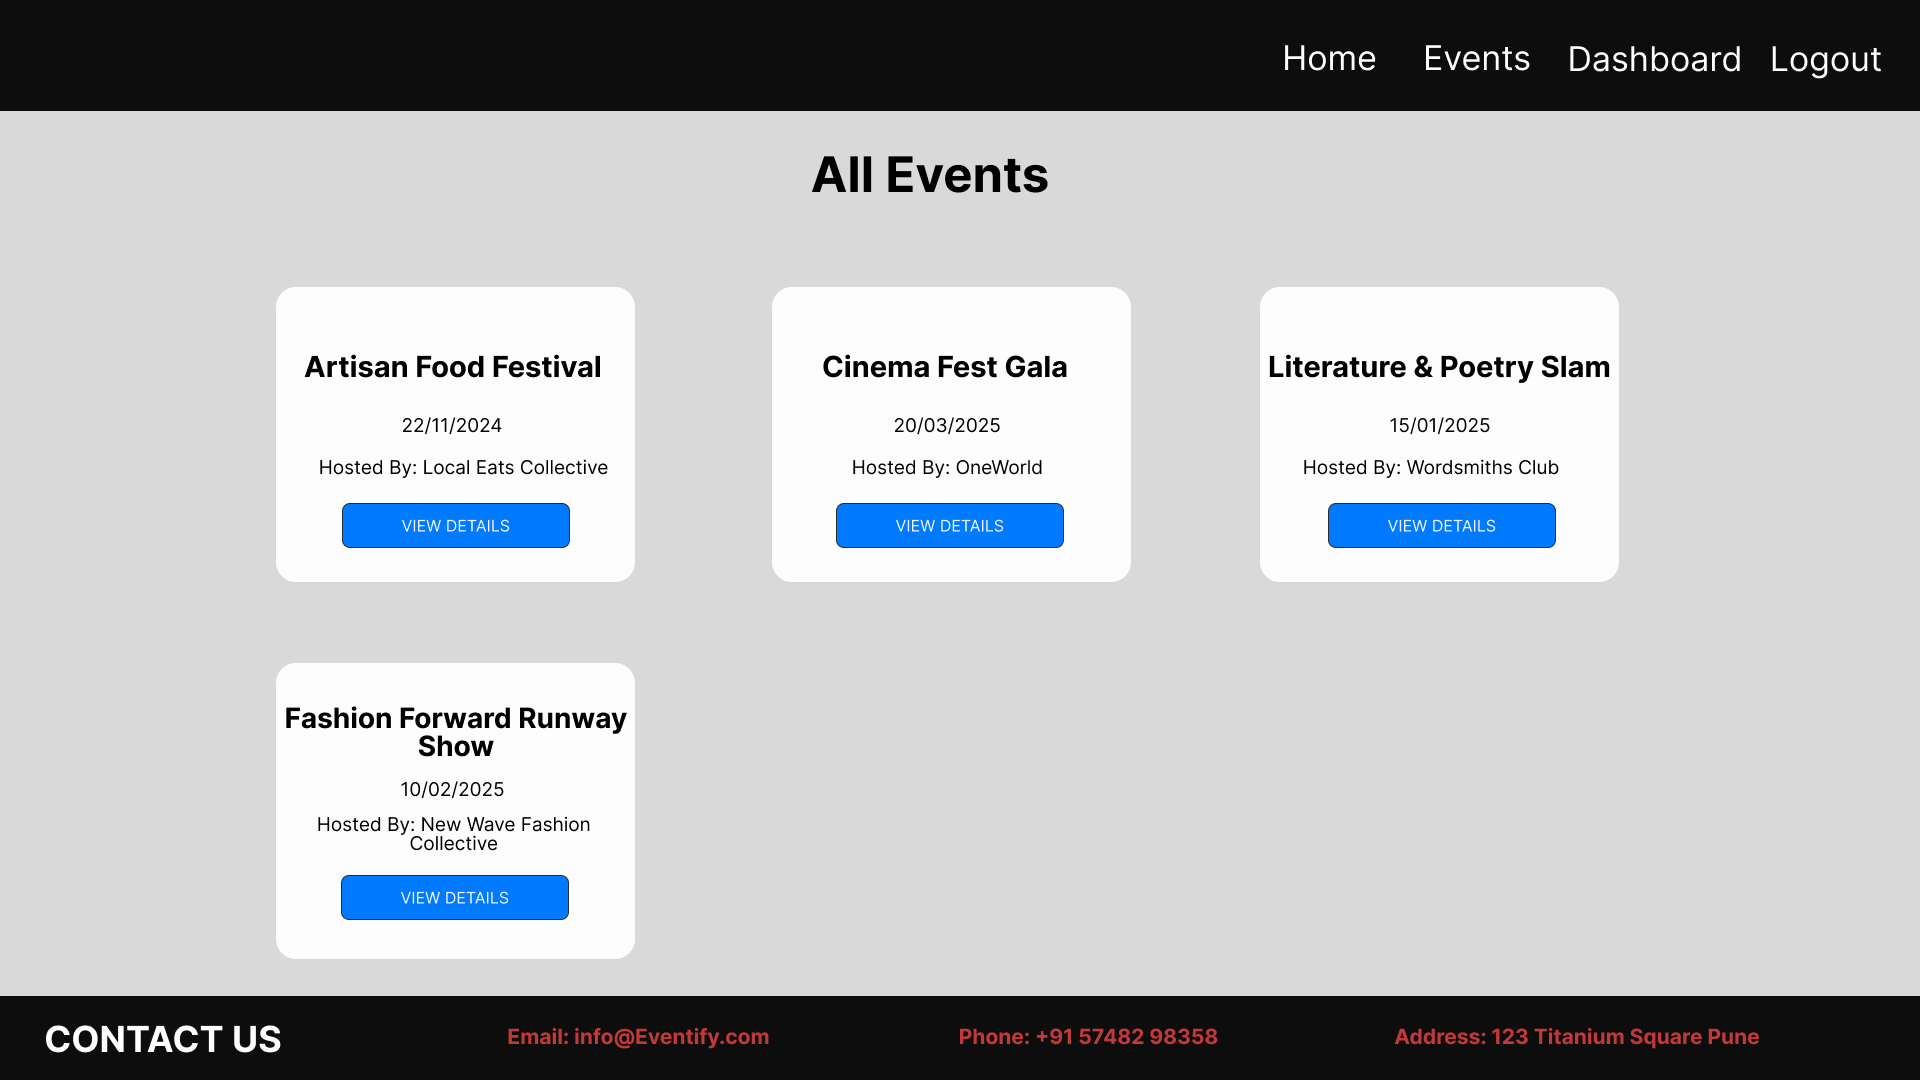 Home Events Dashboard Logout
All Events
Artisan Food Festival
22/11/2024
Hosted By: Local Eats Collective
VIEW DETAILS
Cinema Fest Gala
20/03/2025
Hosted By: OneWorld
VIEW DETAILS
Literature & Poetry Slam
15/01/2025
Hosted By: Wordsmiths Club
VIEW DETAILS
Fashion Forward Runway
Show
10/02/2025
Hosted By: New Wave Fashion
Collective
VIEW DETAILS
CONTACT US
Email: info@Eventify.com
Phone: +91 57482 98358
Address: 123 Titanium Square Pune